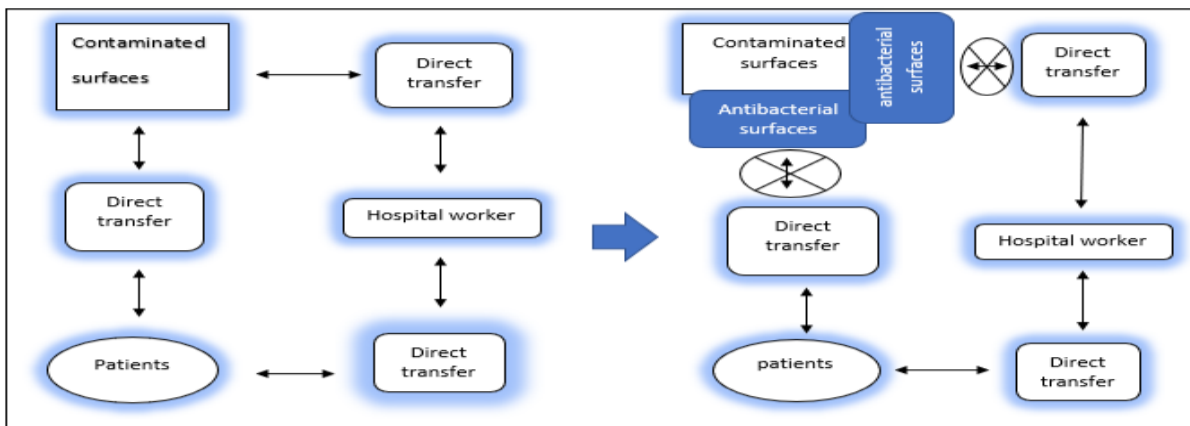 Contaminated
surfaces
Direct
transfer
Direct
transfer
Hospital worker
Patients
Direct
transfer
Contaminated
surfaces
antibacterial
surfaces
Direct
transfer
Antibacterial
surfaces
Direct
transfer
Hospital worker
patients
Direct
transfer